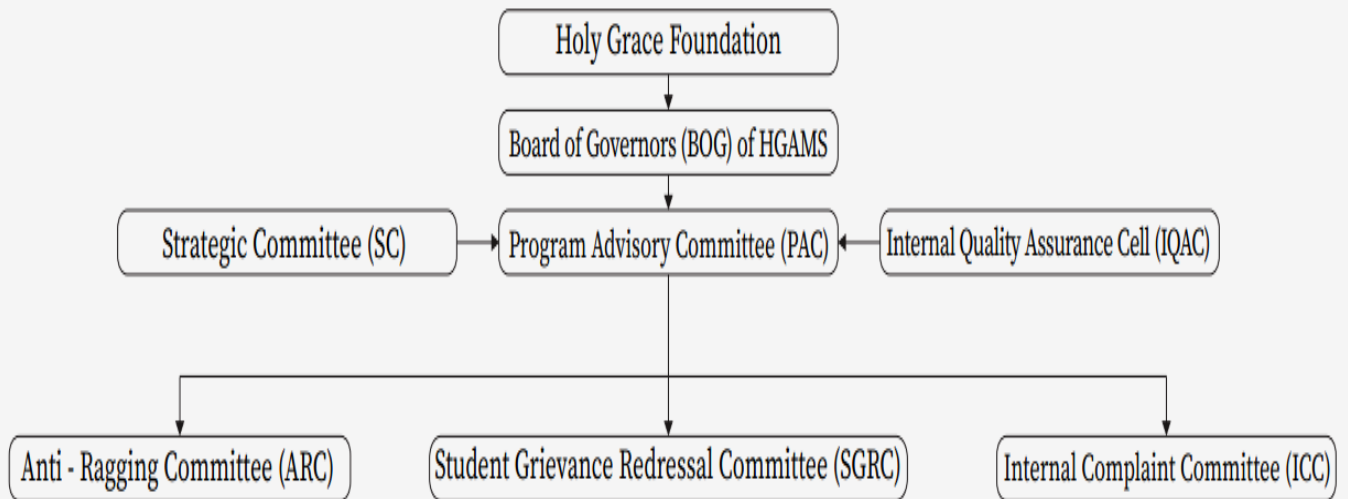 Holy Grace Foundation
Board of Governors (BOG) of HGAMS
Strategic Committee (SC)
Program Advisory Committee (PAC)
Internal Quality Assurance Cell (IQAC)
Anti - Ragging Committee (ARC)
Student Grievance Redressal Committee (SGRC)
Internal Complaint Committee (ICC)